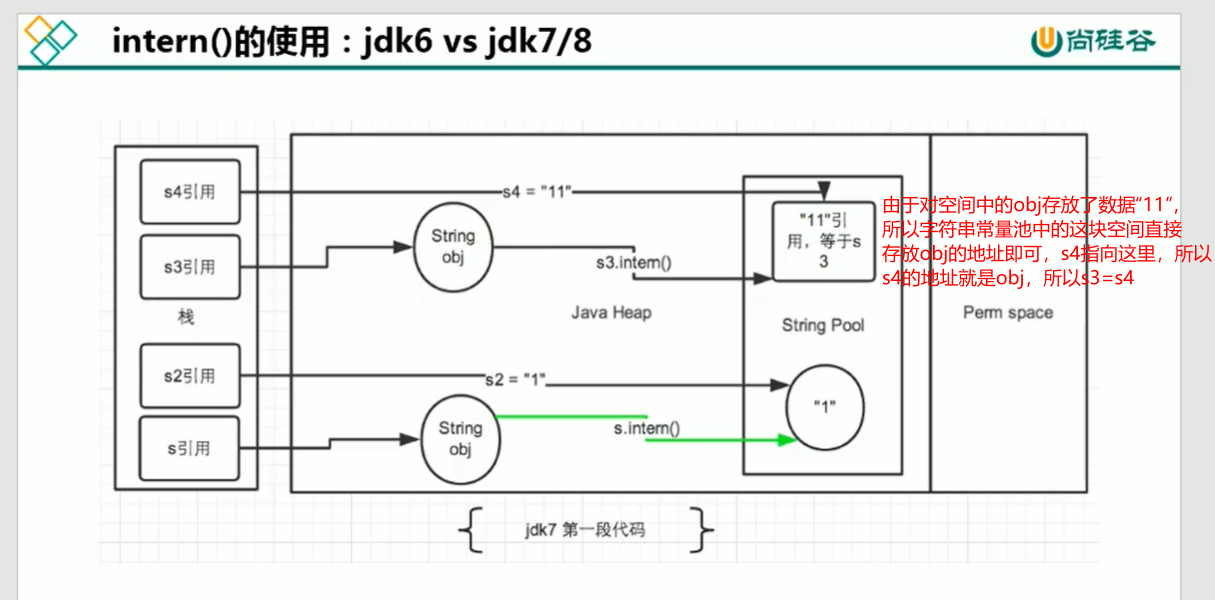 intern()的使用：jdk6 vs jdk7/8
尚硅谷
s4引用
s4 = "11"
s3引用
String
obj
s3.intern()
"11"引
用，等于s
3
由于对空间中的obj存放了数据“11”，
所以字符串常量池中的这块空间直接
存放obj的地址即可，s4指向这里，所以
s4的地址就是obj，所以s3=s4
栈
Java Heap
String Pool
Perm space
s2引用
s2 = "1"
"1"
s引用
String
obj
s.intern()
jdk7 第一段代码